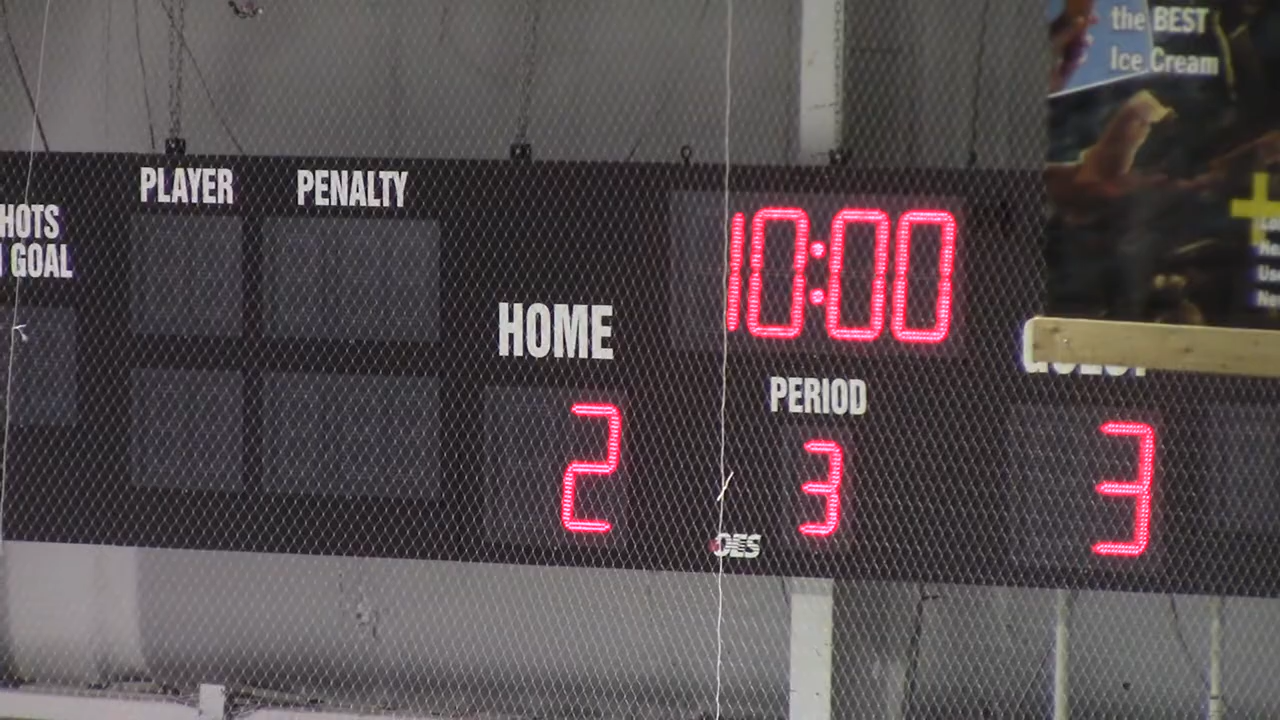 the BEST
Ice Cream
HOTS
GOAL
PLAYER
PENALTY
10:00
HOME
PERIOD
2
3
3
OES